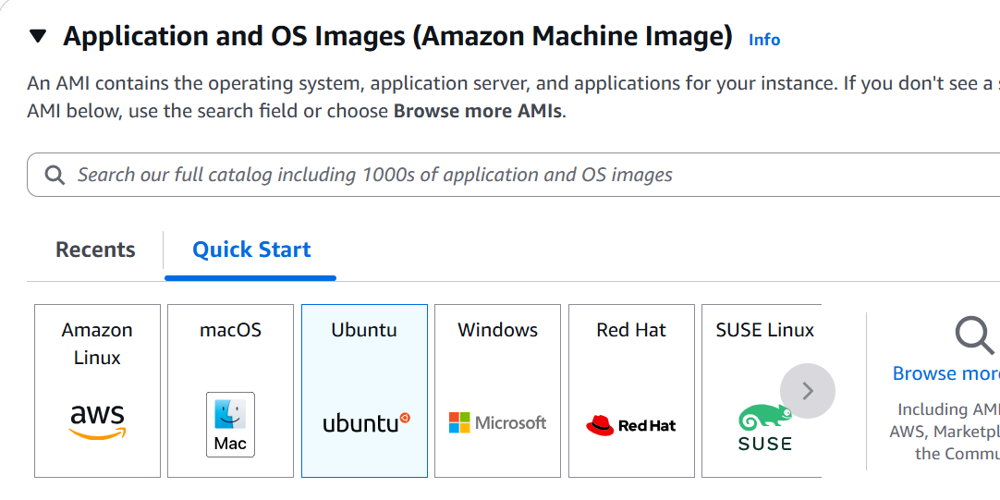 Application and OS Images (Amazon Machine Image) Info
An AMI contains the operating system, application server, and applications for your instance. If you don't see a
AMI below, use the search field or choose Browse more AMIs.
Search our full catalog including 1000s of application and OS images
Recents
Quick Start
Amazon
Linux
aws
macOS
Mac
Ubuntu
ubuntu
Windows
Microsoft
Red Hat
Red Hat
SUSE Linux
SUSE
Browse more
Including AMI
AWS, Marketpl
the Commu